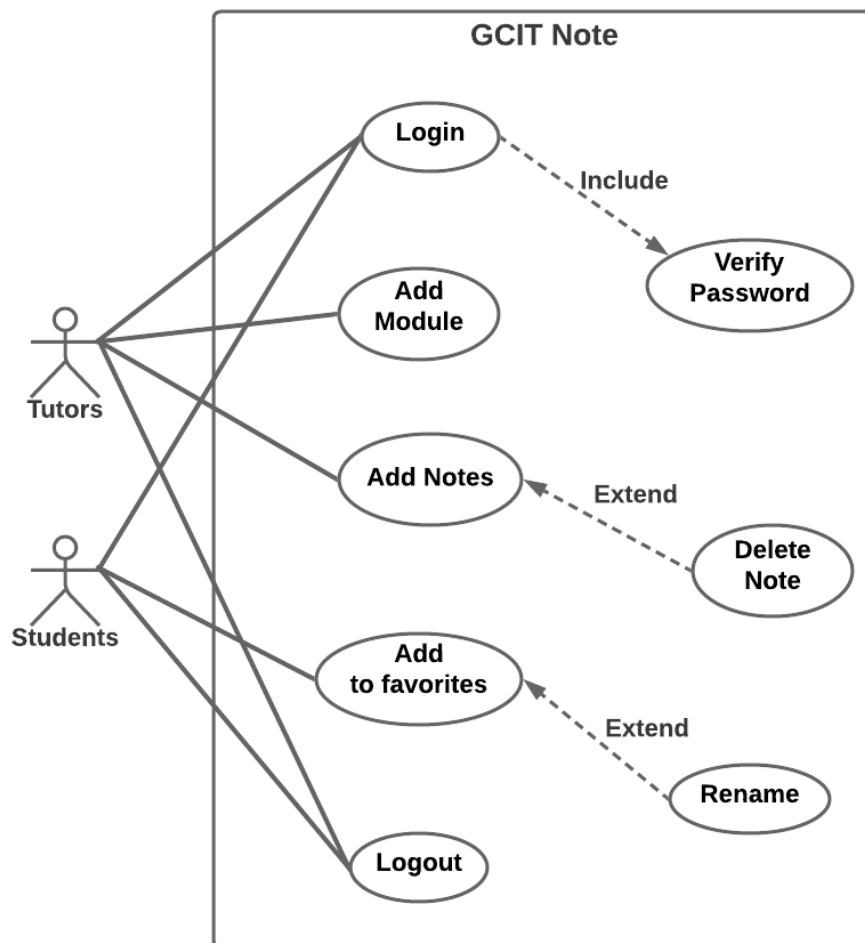 GCIT Note
Login
Include
Verify
Password
Add
Module
Tutors
Add Notes
Extend
Delete
Note
Students
Add
to favorites
Extend
Rename
Logout